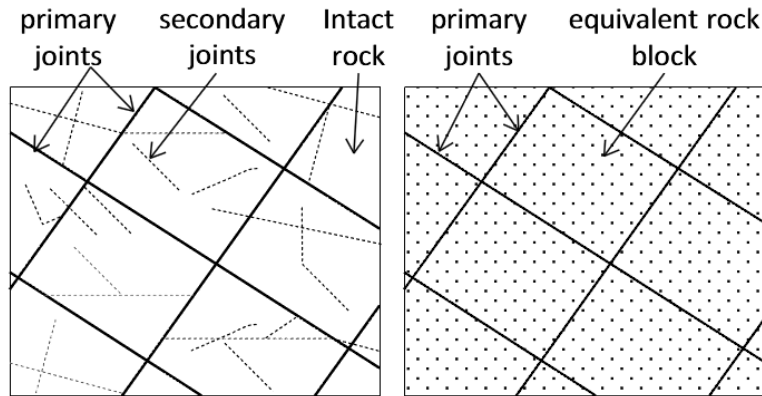 primary joints
secondary joints
Intact rock
primary joints
equivalent rock block